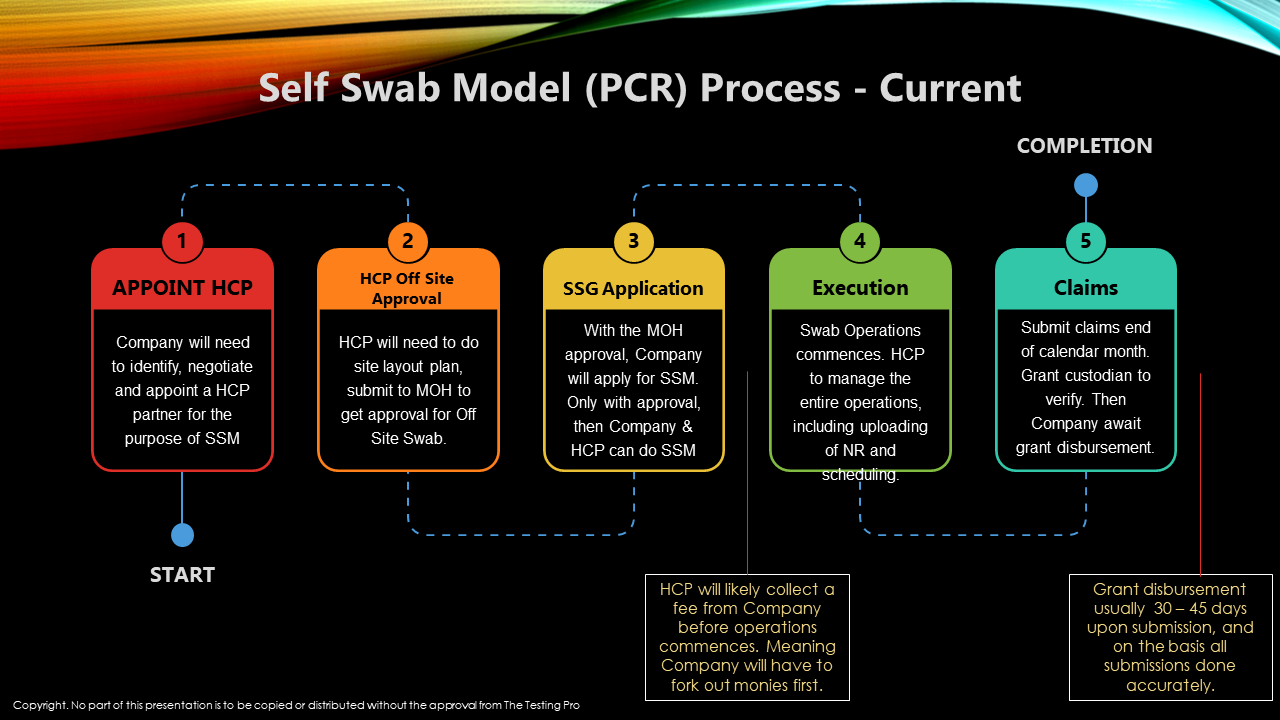 Self Swab Model (PCR) Process - Current
COMPLETION
1
APPOINT HCP
Company will need
to identify, negotiate
and appoint a HCP
partner for the
purpose of SSM
START
2
HCP Off Site
Approval
HCP will need to do
site layout plan,
submit to MOH to
get approval for Off
Site Swab.
3
SSG Application
With the MOH
approval, Company
will apply for SSM.
Only with approval,
then Company &
HCP can do SSM
4
Execution
Swab Operations
commences. HCP
to manage the
entire operations,
including uploading
of NR and
scheduling.
5
Claims
Submit claims end
of calendar month.
Grant custodian to
verify. Then
Company await
grant disbursement.
HCP will likely collect a
fee from Company
before operations
commences. Meaning
Company will have to
fork out monies first.
Grant disbursement
usually 30 – 45 days
upon submission, and
on the basis all
submissions done
accurately.
Copyright. No part of this presentation is to be copied or distributed without the approval from The Testing Pro